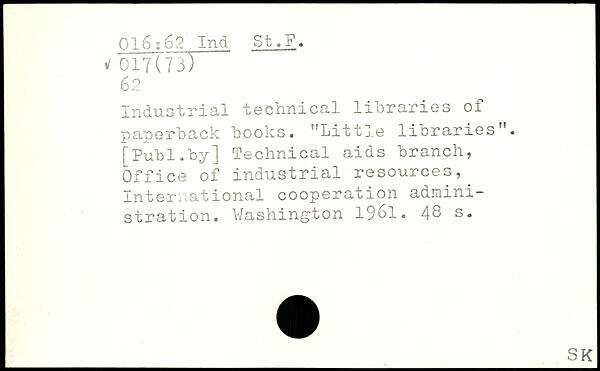 016:62 Ind St.F.
✓ 017(73)
62
Industrial technical libraries of
paperback books. "Little libraries".
[Publ.by] Technical aids branch,
Office of industrial resources,
International cooperation admini-
stration. Washington 1961. 48 s.
SK